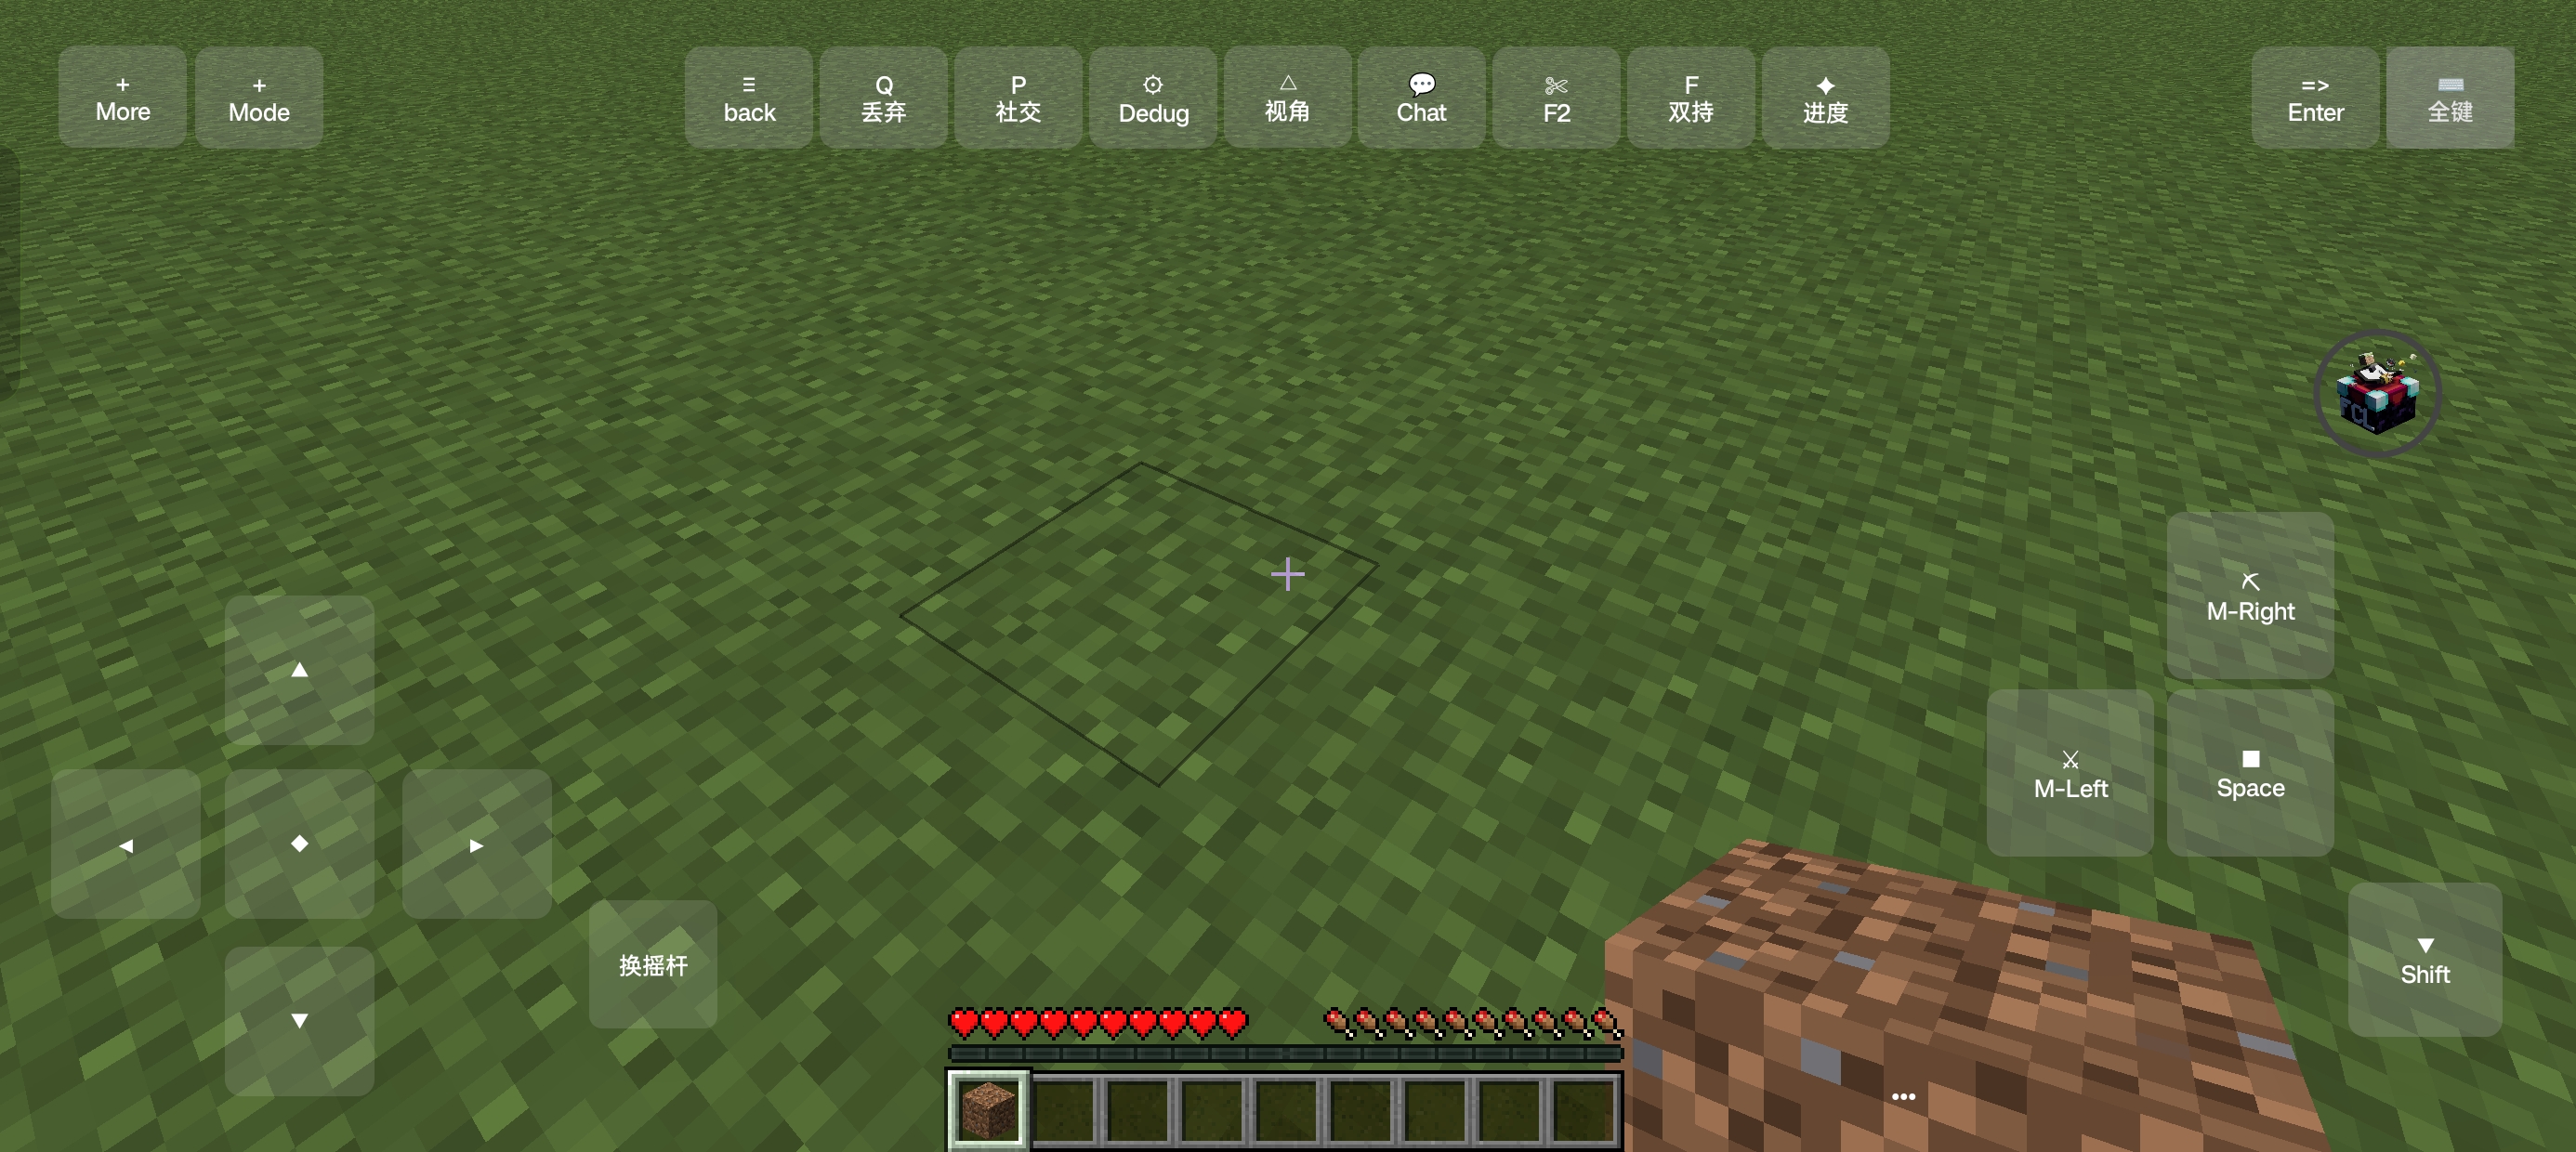 +
More
+
Mode
back
Q
丢弃
P
社交
Dedug
视角
Chat
F2
F
双持
进度
=>
Enter
全键
FCL
M-Right
M-Left
Space
换摇杆
Shift